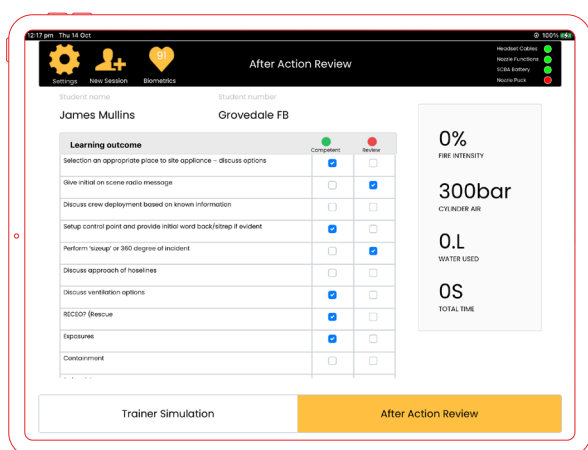 12:17 pm Thu 14 Oct
100%
Settings
New Session
91
Biometrics
After Action Review
Headset Cables
Nozzle Functions
SCBA Battery
Nozzle Puck
Student name
Student number
James Mullins
Grovedale FB
Learning outcome
Competent
Review
Selection an appropriate place to site appliance – discuss options
Give initial on scene radio message
Discuss crew deployment based on known information
Setup control point and provide initial word back/sitrep if evident
Perform 'sizeup' or 360 degree of incident
Discuss approach of hoselines
Discuss ventilation options
RECEO? (Rescue
Exposures
Containment
0%
FIRE INTENSITY
300bar
CYLINDER AIR
0.L
WATER USED
0S
TOTAL TIME
Trainer Simulation
After Action Review